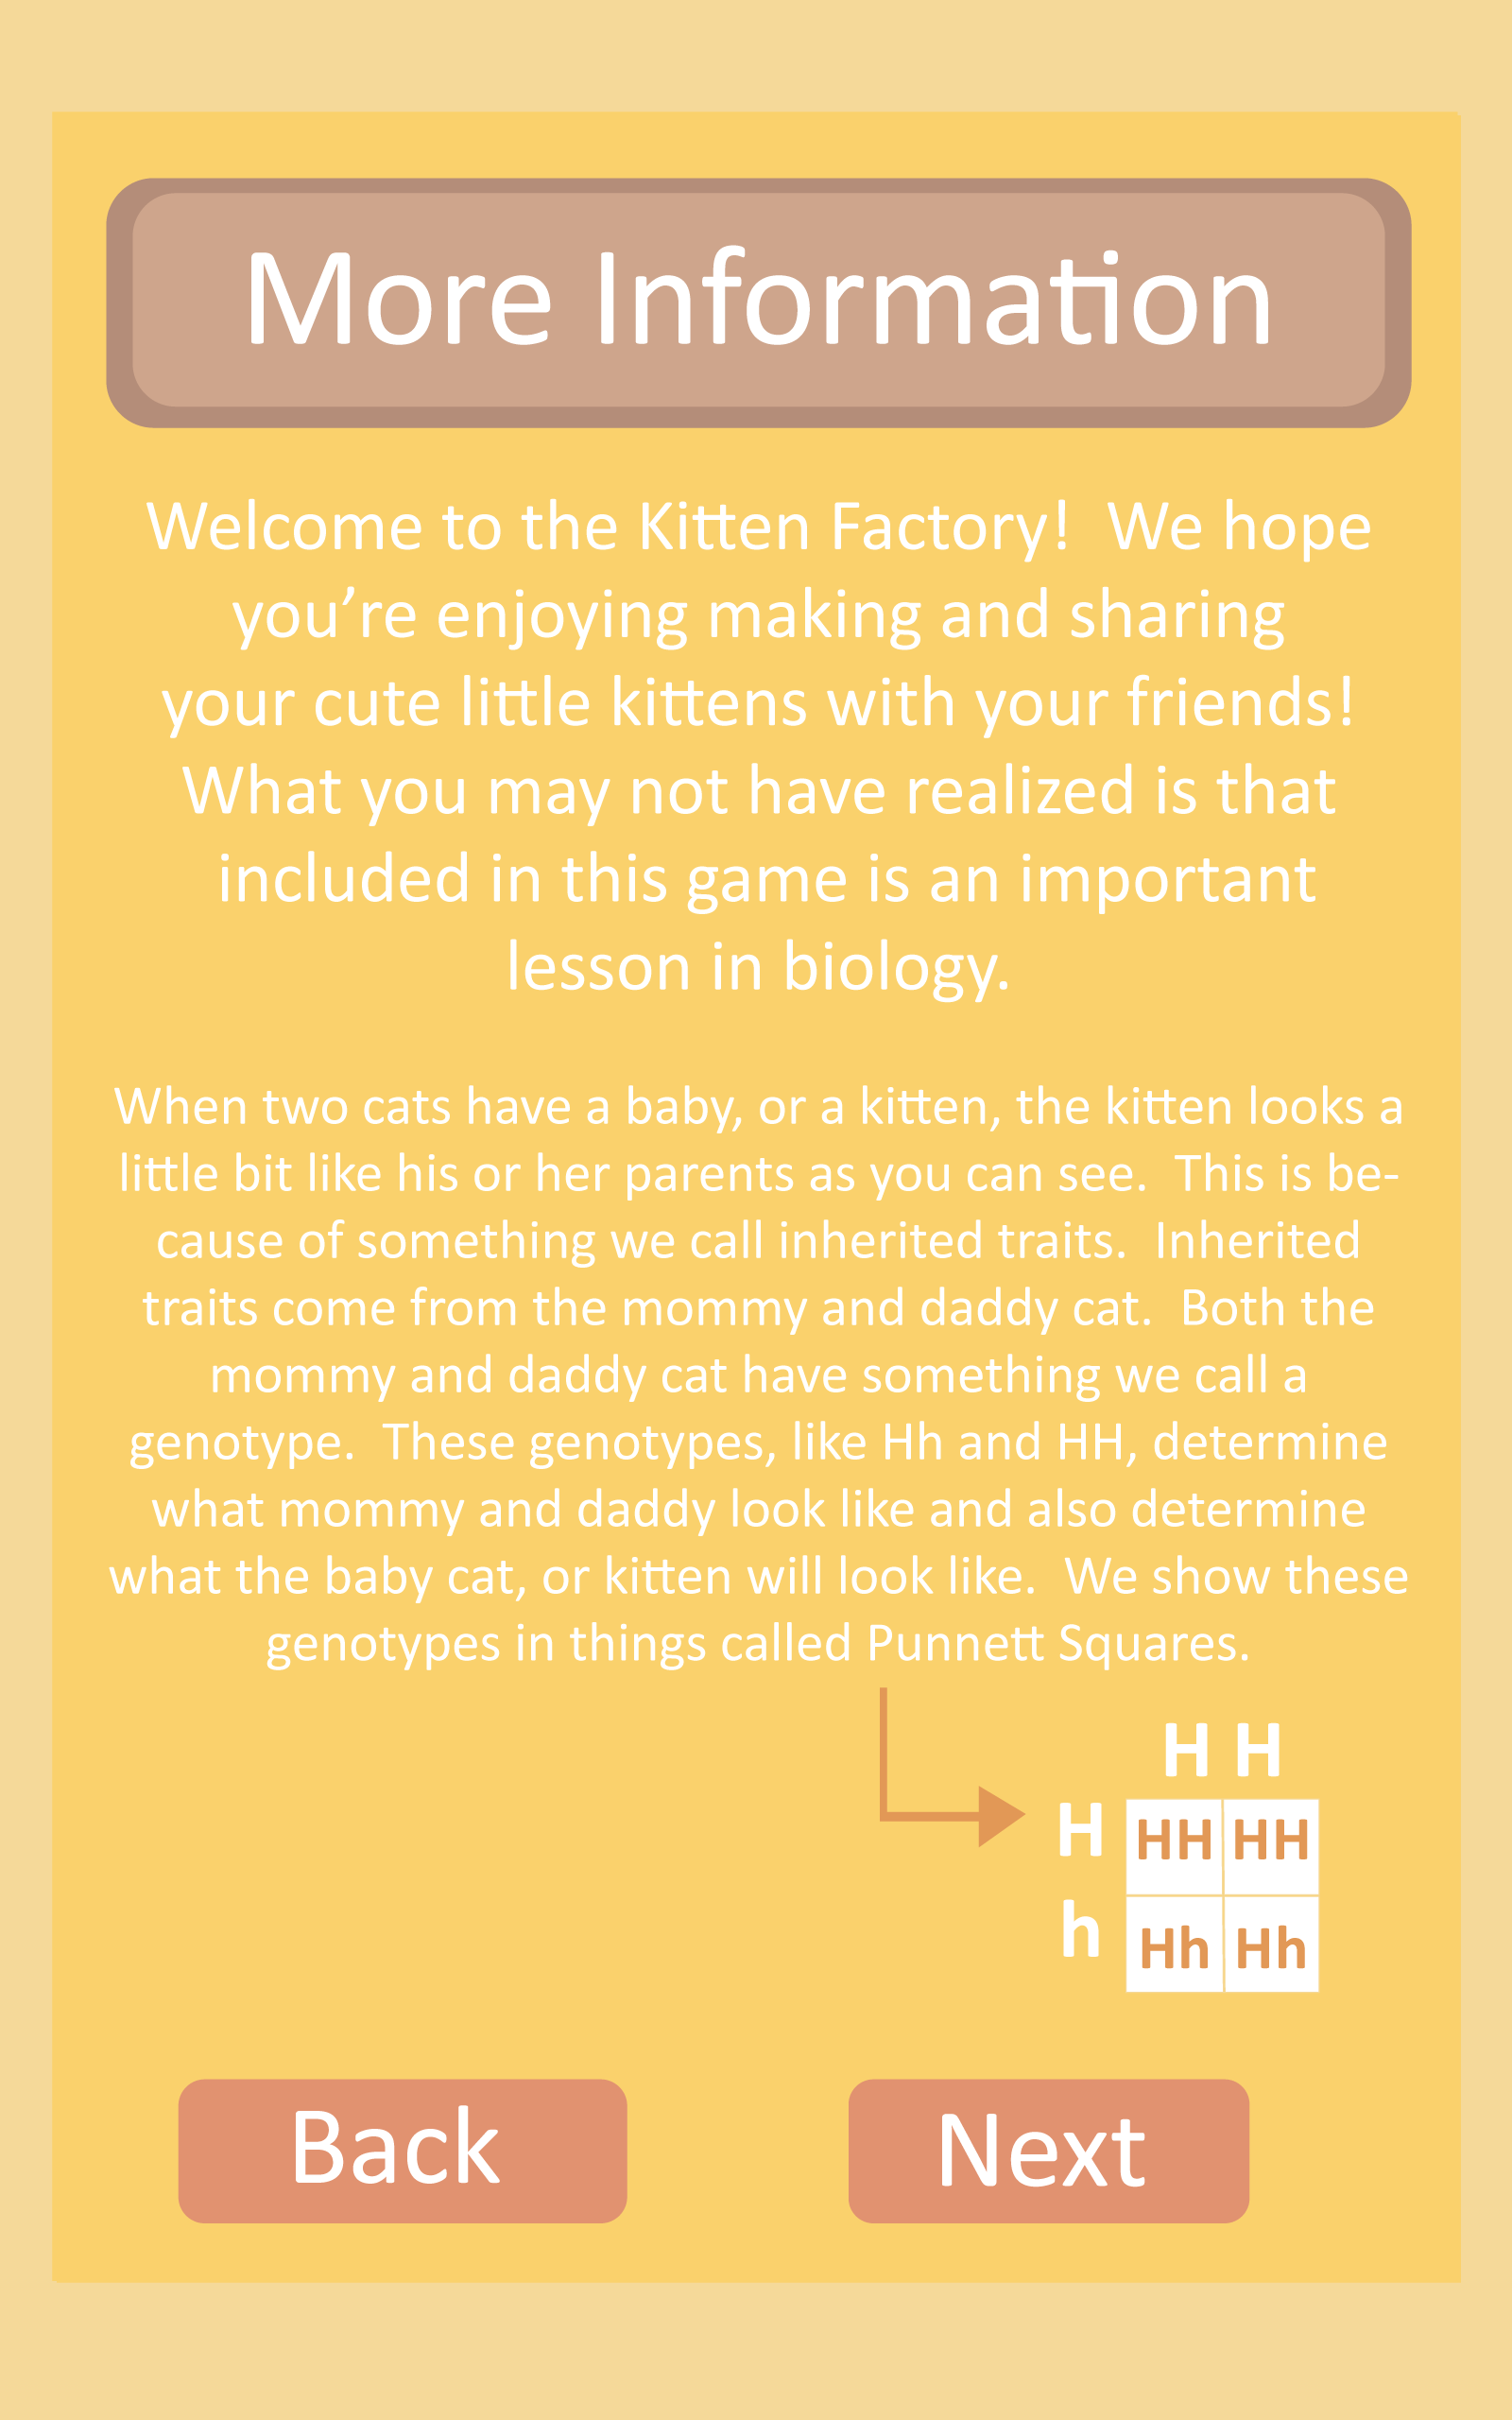 More Information
Welcome to the Kitten Factory!  We hope
you’re enjoying making and sharing
your cute little kittens with your friends!
What you may not have realized is that
included in this game is an important
lesson in biology.
When two cats have a baby, or a kitten, the kitten looks a
little bit like his or her parents as you can see.  This is be-
cause of something we call inherited traits.  Inherited
traits come from the mommy and daddy cat.  Both the
mommy and daddy cat have something we call a
genotype.  These genotypes, like Hh and HH, determine
what mommy and daddy look like and also determine
what the baby cat, or kitten will look like.  We show these
genotypes in things called Punnett Squares.
H H
H HH HH
h Hh Hh
Back Next